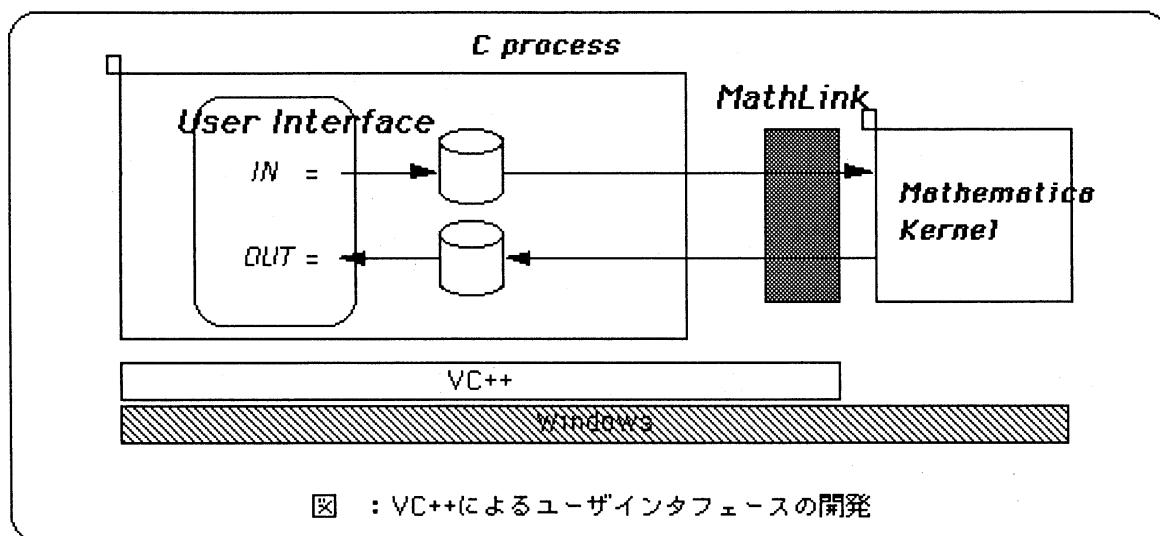 C process
MathLink
User Interface
IN =
OUT =
Mathematica
Kernel
VC++
Windows
図 : VC++によるユーザインタフェースの開発